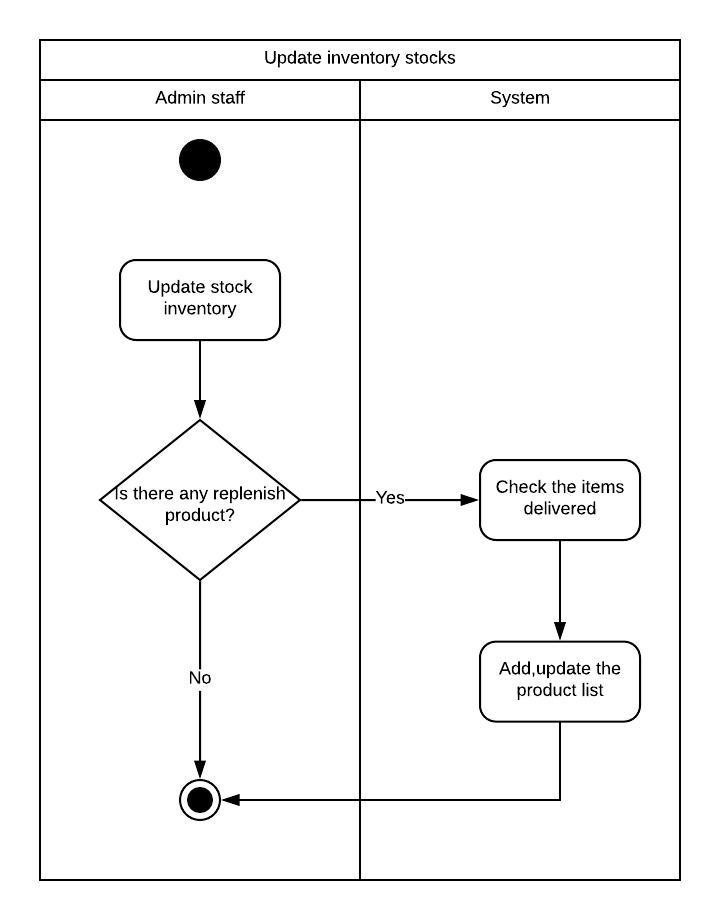 Update inventory stocks
Admin staff
System
Update stock
inventory
Is there any replenish
product?
Yes
Check the items
delivered
No
Add,update the
product list